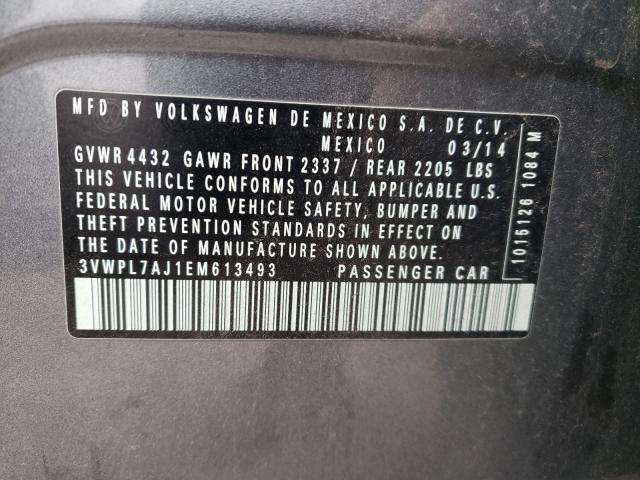 MFD BY VOLKSWAGEN DE MEXICO S.A. DE C.V.
MEXICO 03/14
GVWR 4432 GAWR FRONT 2337 / REAR 2205 LBS
THIS VEHICLE CONFORMS TO ALL APPLICABLE U.S.
FEDERAL MOTOR VEHICLE SAFETY, BUMPER AND
THEFT PREVENTION STANDARDS IN EFFECT ON
THE DATE OF MANUFACTURE SHOWN ABOVE.
3VWPL7AJ1EM613493 PASSENGER CAR
1015126 1084 M